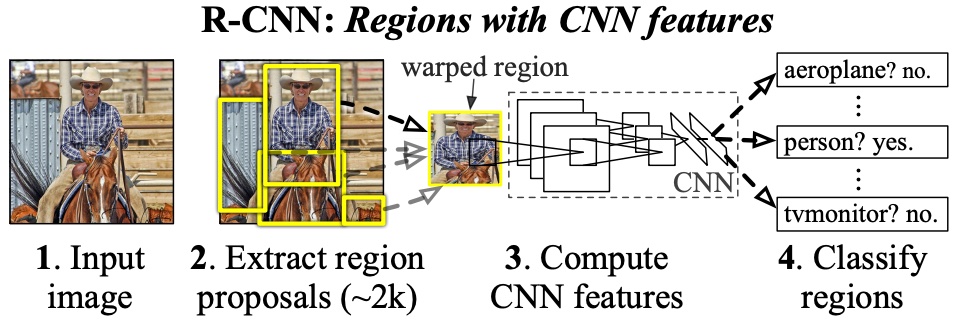 R-CNN: Regions with CNN features
warped region
aeroplane? no.
person? yes.
tvmonitor? no.
CNN
1. Input
image
2. Extract region
proposals (~2k)
3. Compute
CNN features
4. Classify
regions